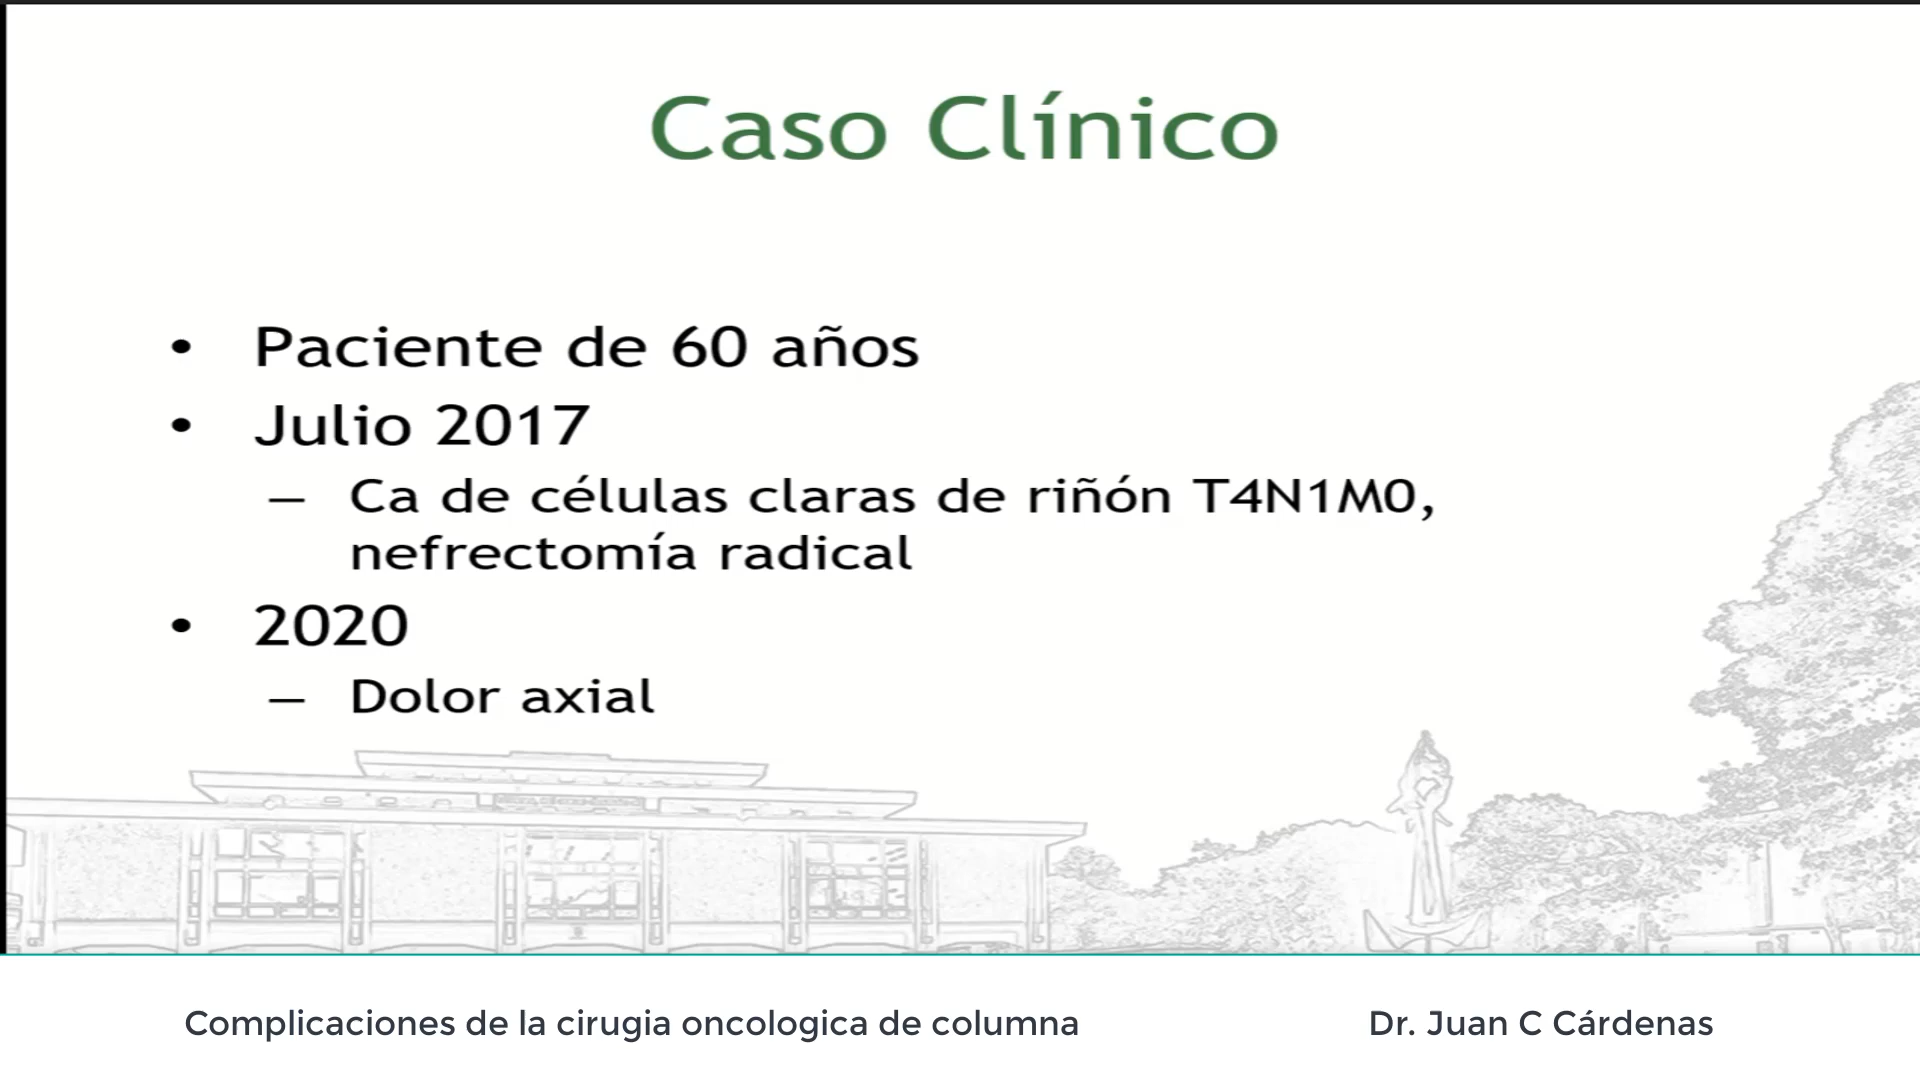 Caso Clínico
• Paciente de 60 años
• Julio 2017
– Ca de células claras de riñón T4N1M0,
nefrectomía radical
• 2020
– Dolor axial
Complicaciones de la cirugia oncologica de columna
Dr. Juan C Cárdenas